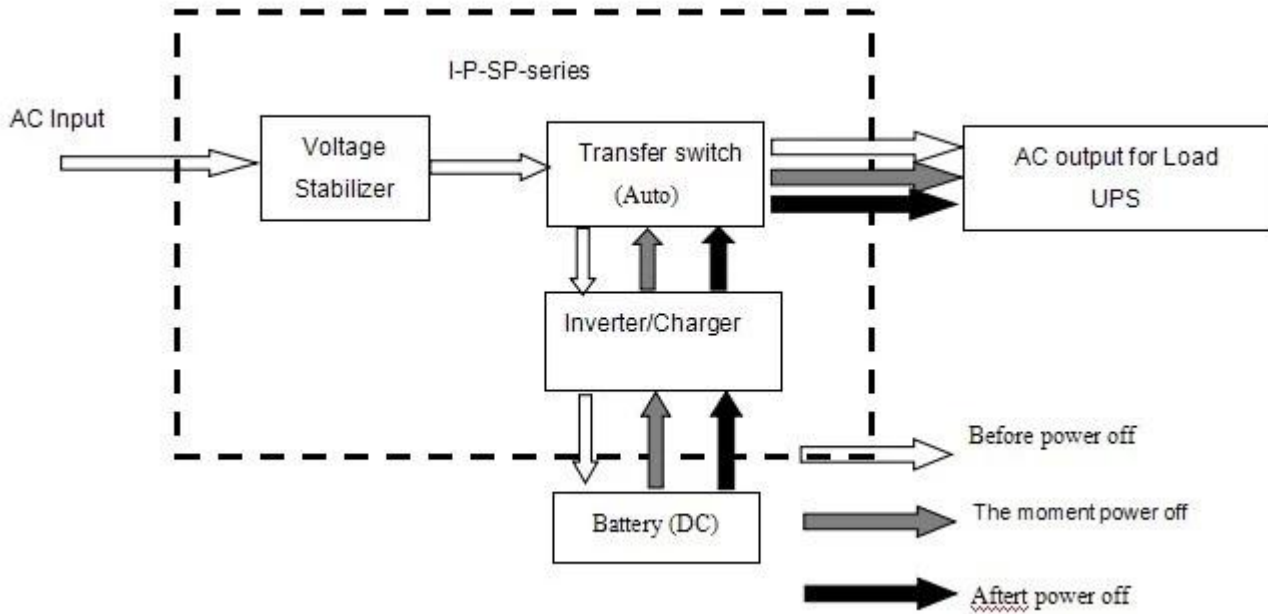 I-P-SP-series
AC Input
Voltage
Stabilizer
Transfer switch
(Auto)
AC output for Load
UPS
Inverter/Charger
Battery (DC)
Before power off
The moment power off
Aftert power off